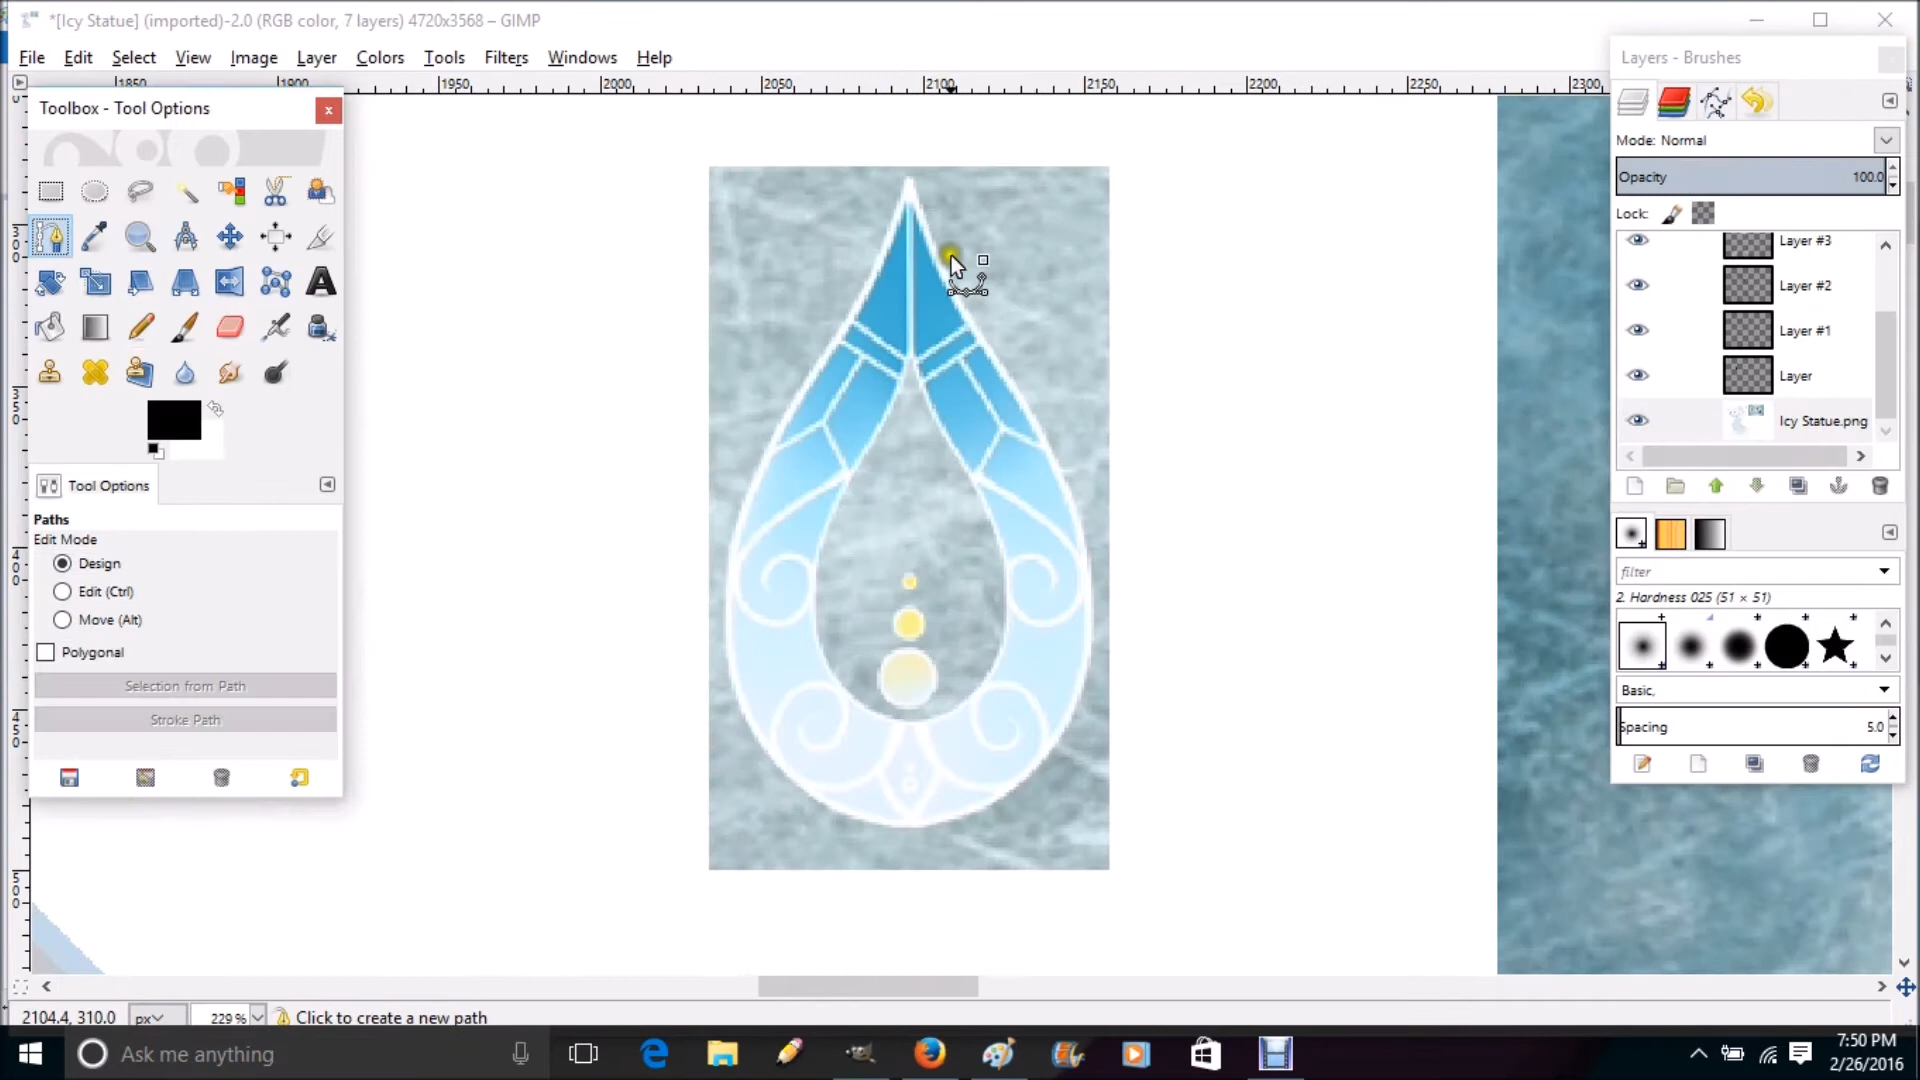 *[Icy Statue] (imported)-2.0 (RGB color, 7 layers) 4720x3568 – GIMP
File Edit Select View Image Layer Colors Tools Filters Windows Help
1850 1900 1950 2000 2050 2100 2150 2200 2250 2300
Toolbox - Tool Options
x
300
350
400
450
500
A
Tool Options
Paths
Edit Mode
Design
Edit (Ctrl)
Move (Alt)
Polygonal
Selection from Path
Stroke Path
Layers - Brushes
Mode: Normal
Opacity 100.0
Lock:
Layer #3
Layer #2
Layer #1
Layer
Icy Statue.png
filter
2. Hardness 025 (51 × 51)
Basic,
Spacing 5.0
2104.4, 310.0 px 229 % Click to create a new path
Ask me anything
7:50 PM
2/26/2016